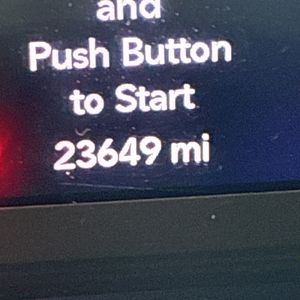 and
Push Button
to Start
23649 mi